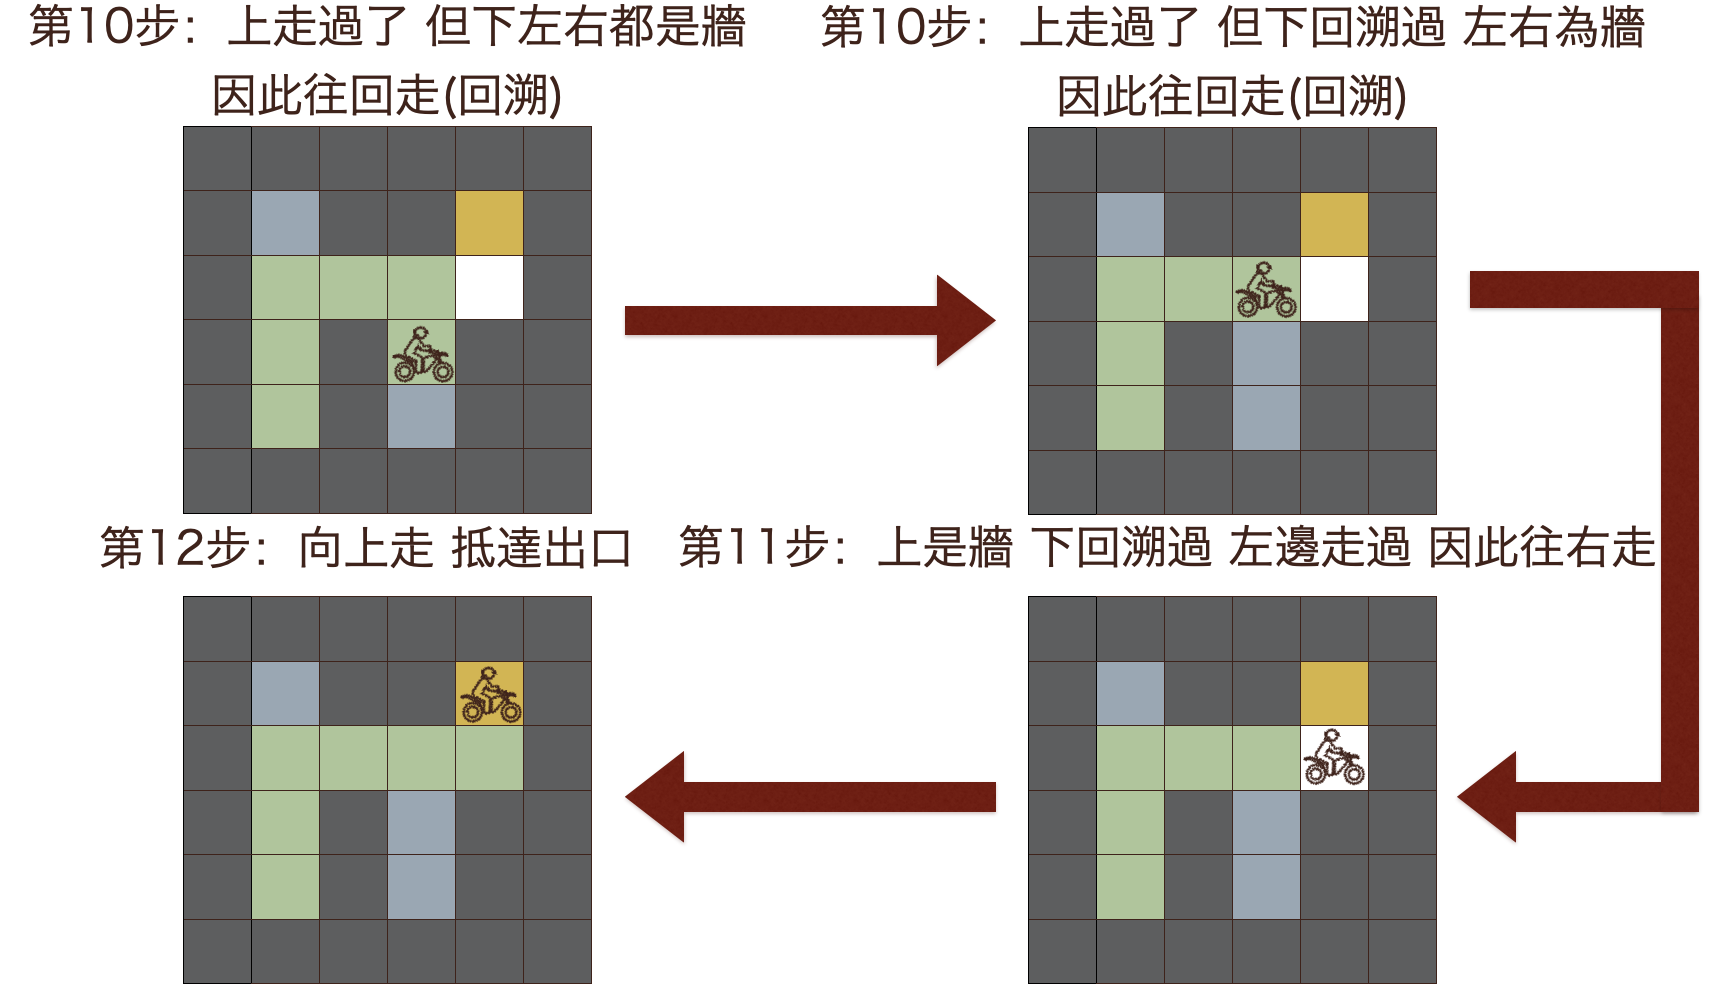 第10步：上走過了 但下左右都是牆
因此往回走(回溯)
第10步：上走過了 但下回溯過 左右為牆
因此往回走(回溯)
第12步：向上走 抵達出口
第11步：上是牆 下回溯過 左邊走過 因此往右走